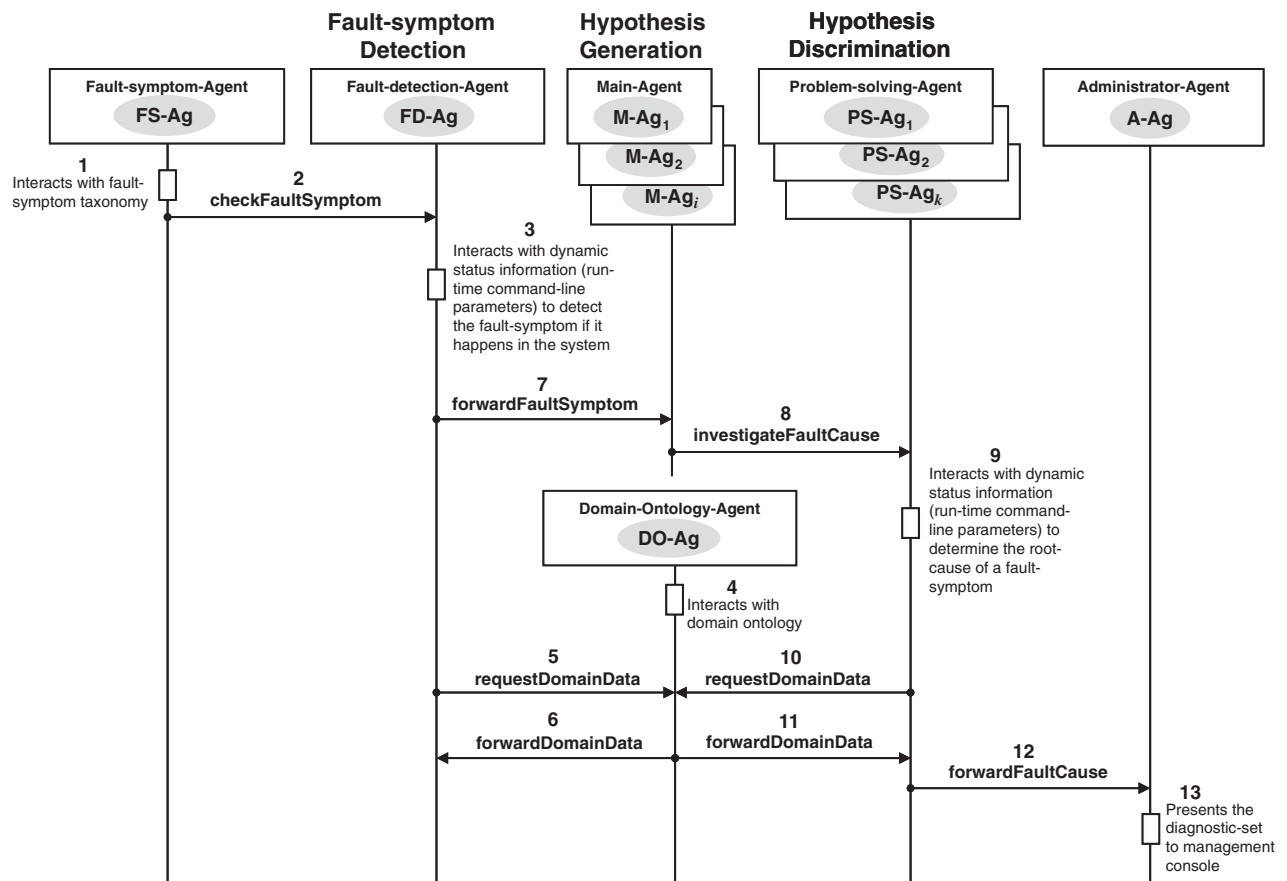 Fault-symptom
Detection
Hypothesis
Generation
Hypothesis
Discrimination
Fault-symptom-Agent
FS-Ag
Fault-detection-Agent
FD-Ag
Main-Agent
M-Ag1
M-Ag2
M-Agi
Problem-solving-Agent
PS-Ag1
PS-Ag2
PS-Agk
Administrator-Agent
A-Ag
1
Interacts with fault-
symptom taxonomy
2
checkFaultSymptom
3
Interacts with dynamic
status information (run-
time command-line
parameters) to detect
the fault-symptom if it
happens in the system
7
forwardFaultSymptom
8
investigateFaultCause
9
Interacts with dynamic
status information
(run-time command-
line parameters) to
determine the root-
cause of a fault-
symptom
Domain-Ontology-Agent
DO-Ag
4
Interacts with
domain ontology
5
requestDomainData
10
requestDomainData
6
forwardDomainData
11
forwardDomainData
12
forwardFaultCause
13
Presents the
diagnostic-set
to management
console